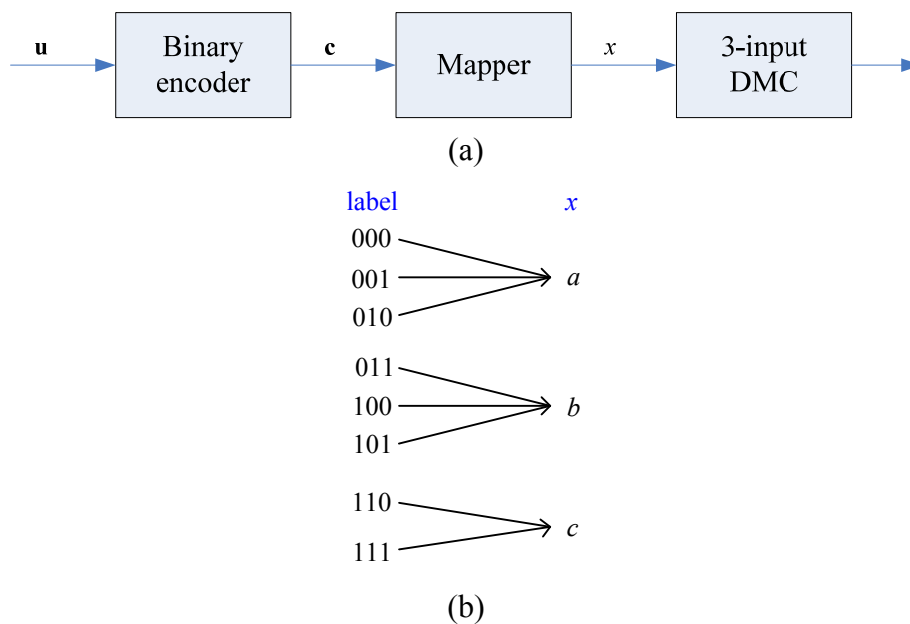 u
Binary
encoder
c
Mapper
x
3-input
DMC
(a)
label x
000
001
010
a
011
100
101
b
110
111
c
(b)